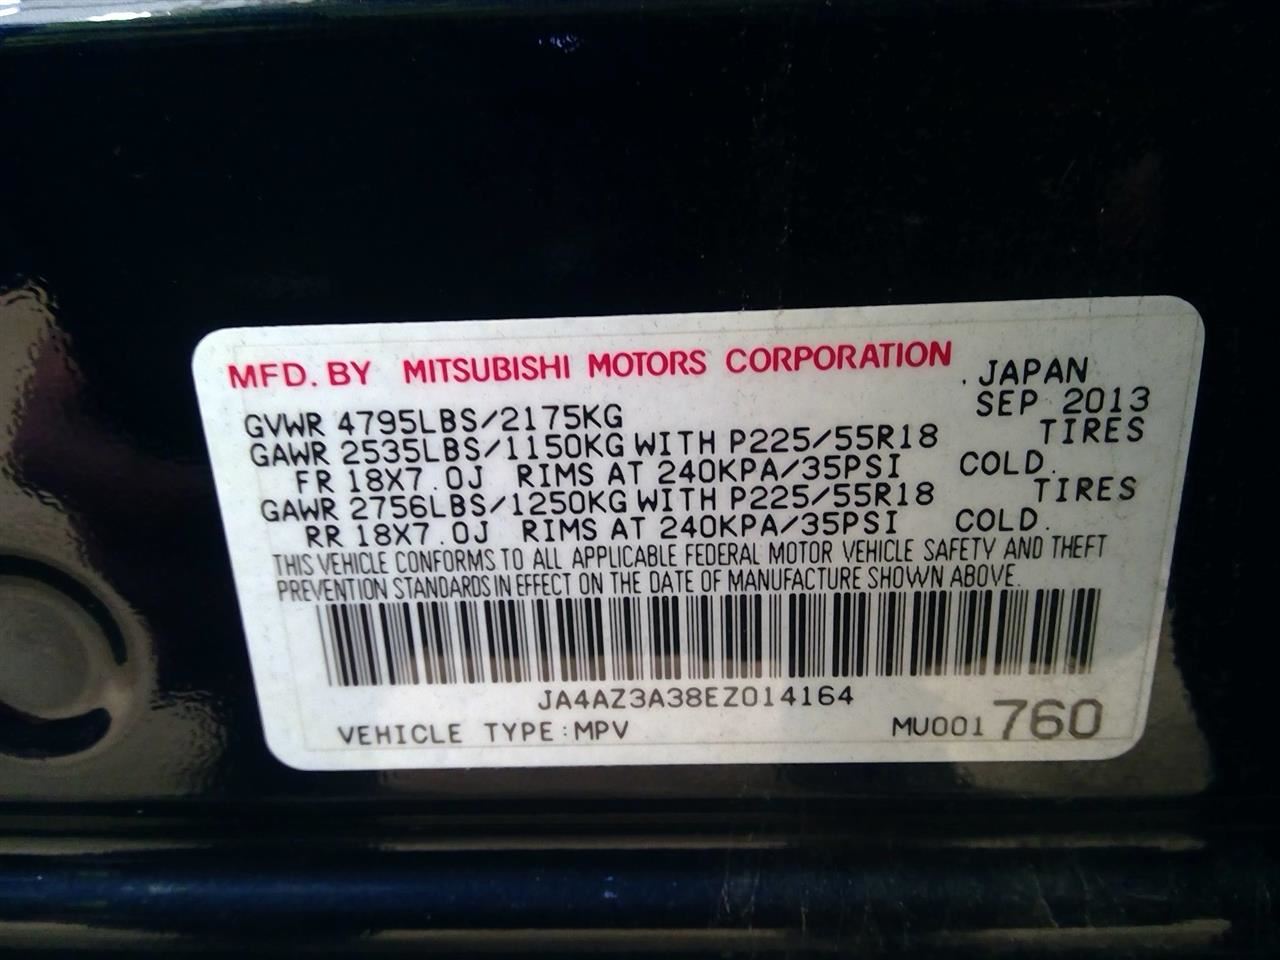 MFD. BY MITSUBISHI MOTORS CORPORATION . JAPAN
GVWR 4795LBS/2175KG SEP 2013
GAWR 2535LBS/1150KG WITH P225/55R18 TIRES
FR 18X7.0J RIMS AT 240KPA/35PSI COLD.
GAWR 2756LBS/1250KG WITH P225/55R18 TIRES
RR 18X7.0J RIMS AT 240KPA/35PSI COLD.
THIS VEHICLE CONFORMS TO ALL APPLICABLE FEDERAL MOTOR VEHICLE SAFETY AND THEFT
PREVENTION STANDARDS IN EFFECT ON THE DATE OF MANUFACTURE SHOWN ABOVE.
JA4AZ3A38EZ014164
VEHICLE TYPE:MPV MU001760